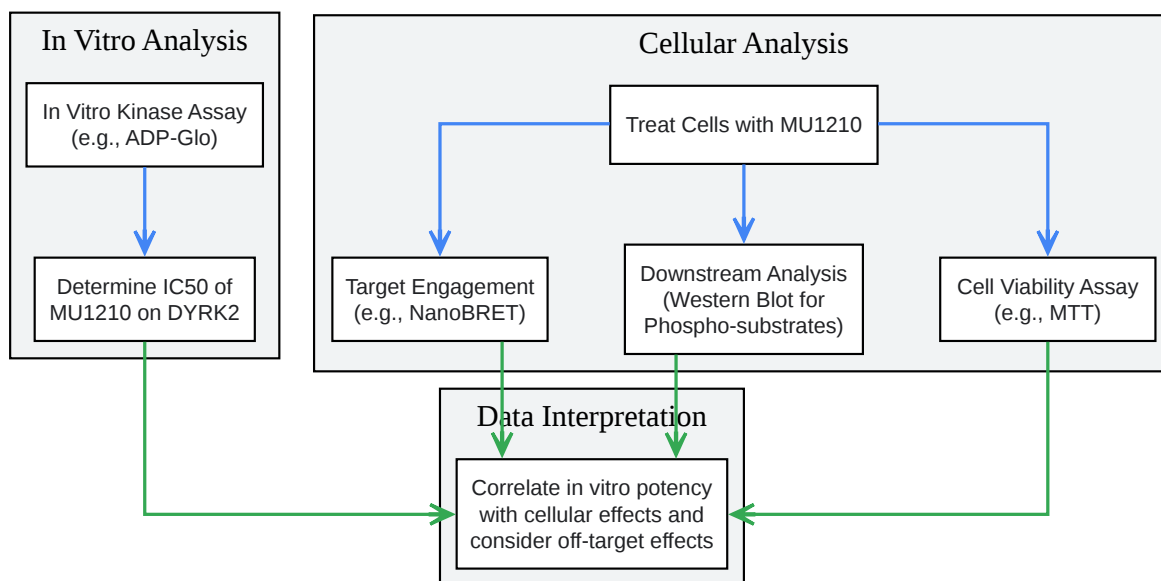 In Vitro Analysis
In Vitro Kinase Assay
(e.g., ADP-Glo)
Determine IC50 of
MU1210 on DYRK2
Cellular Analysis
Treat Cells with MU1210
Target Engagement
(e.g., NanoBRET)
Downstream Analysis
(Western Blot for
Phospho-substrates)
Cell Viability Assay
(e.g., MTT)
Data Interpretation
Correlate in vitro potency
with cellular effects and
consider off-target effects